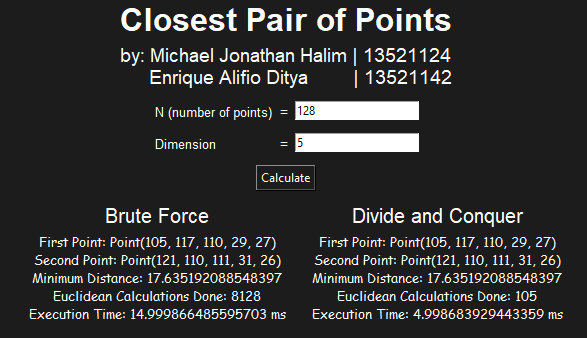 Closest Pair of Points
by: Michael Jonathan Halim | 13521124
Enrique Alifio Ditya | 13521142
N (number of points) = 128
Dimension = 5
Calculate
Brute Force
First Point: Point(105, 117, 110, 29, 27)
Second Point: Point(121, 110, 111, 31, 26)
Minimum Distance: 17.635192088548397
Euclidean Calculations Done: 8128
Execution Time: 14.999866485595703 ms
Divide and Conquer
First Point: Point(105, 117, 110, 29, 27)
Second Point: Point(121, 110, 111, 31, 26)
Minimum Distance: 17.635192088548397
Euclidean Calculations Done: 105
Execution Time: 4.998683929443359 ms